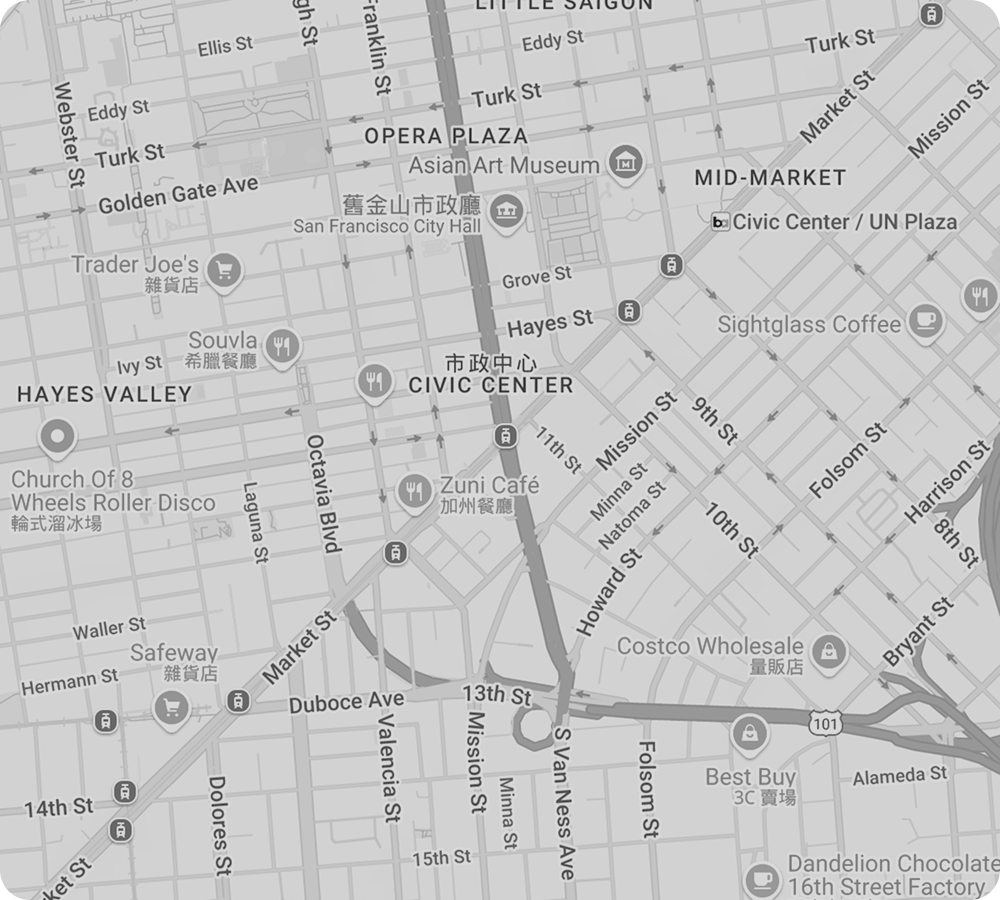 LITTLE SAIGON
Ellis St
gh St
Franklin St
Eddy St
Turk St
Webster St
Eddy St
Turk St
Market St
Mission St
Turk St
OPERA PLAZA
Asian Art Museum
MID-MARKET
Golden Gate Ave
舊金山市政廳
San Francisco City Hall
Civic Center / UN Plaza
Trader Joe's
雜貨店
Grove St
Hayes St
Sightglass Coffee
Souvla
希臘餐廳
Ivy St
市政中心
CIVIC CENTER
HAYES VALLEY
Mission St
9th St
11th St
Folsom St
Octavia Blvd
Harrison St
Church Of 8
Wheels Roller Disco
輪式溜冰場
Laguna St
Zuni Café
加州餐廳
Minna St
Natoma St
10th St
8th St
Howard St
Waller St
Market St
Bryant St
Safeway
雜貨店
Costco Wholesale
量販店
Hermann St
Duboce Ave
13th St
101
Valencia St
Mission St
S Van Ness Ave
Folsom St
Best Buy
3C 賣場
Alameda St
Dolores St
Minna St
14th St
15th St
ket St
Dandelion Chocolate
16th Street Factory